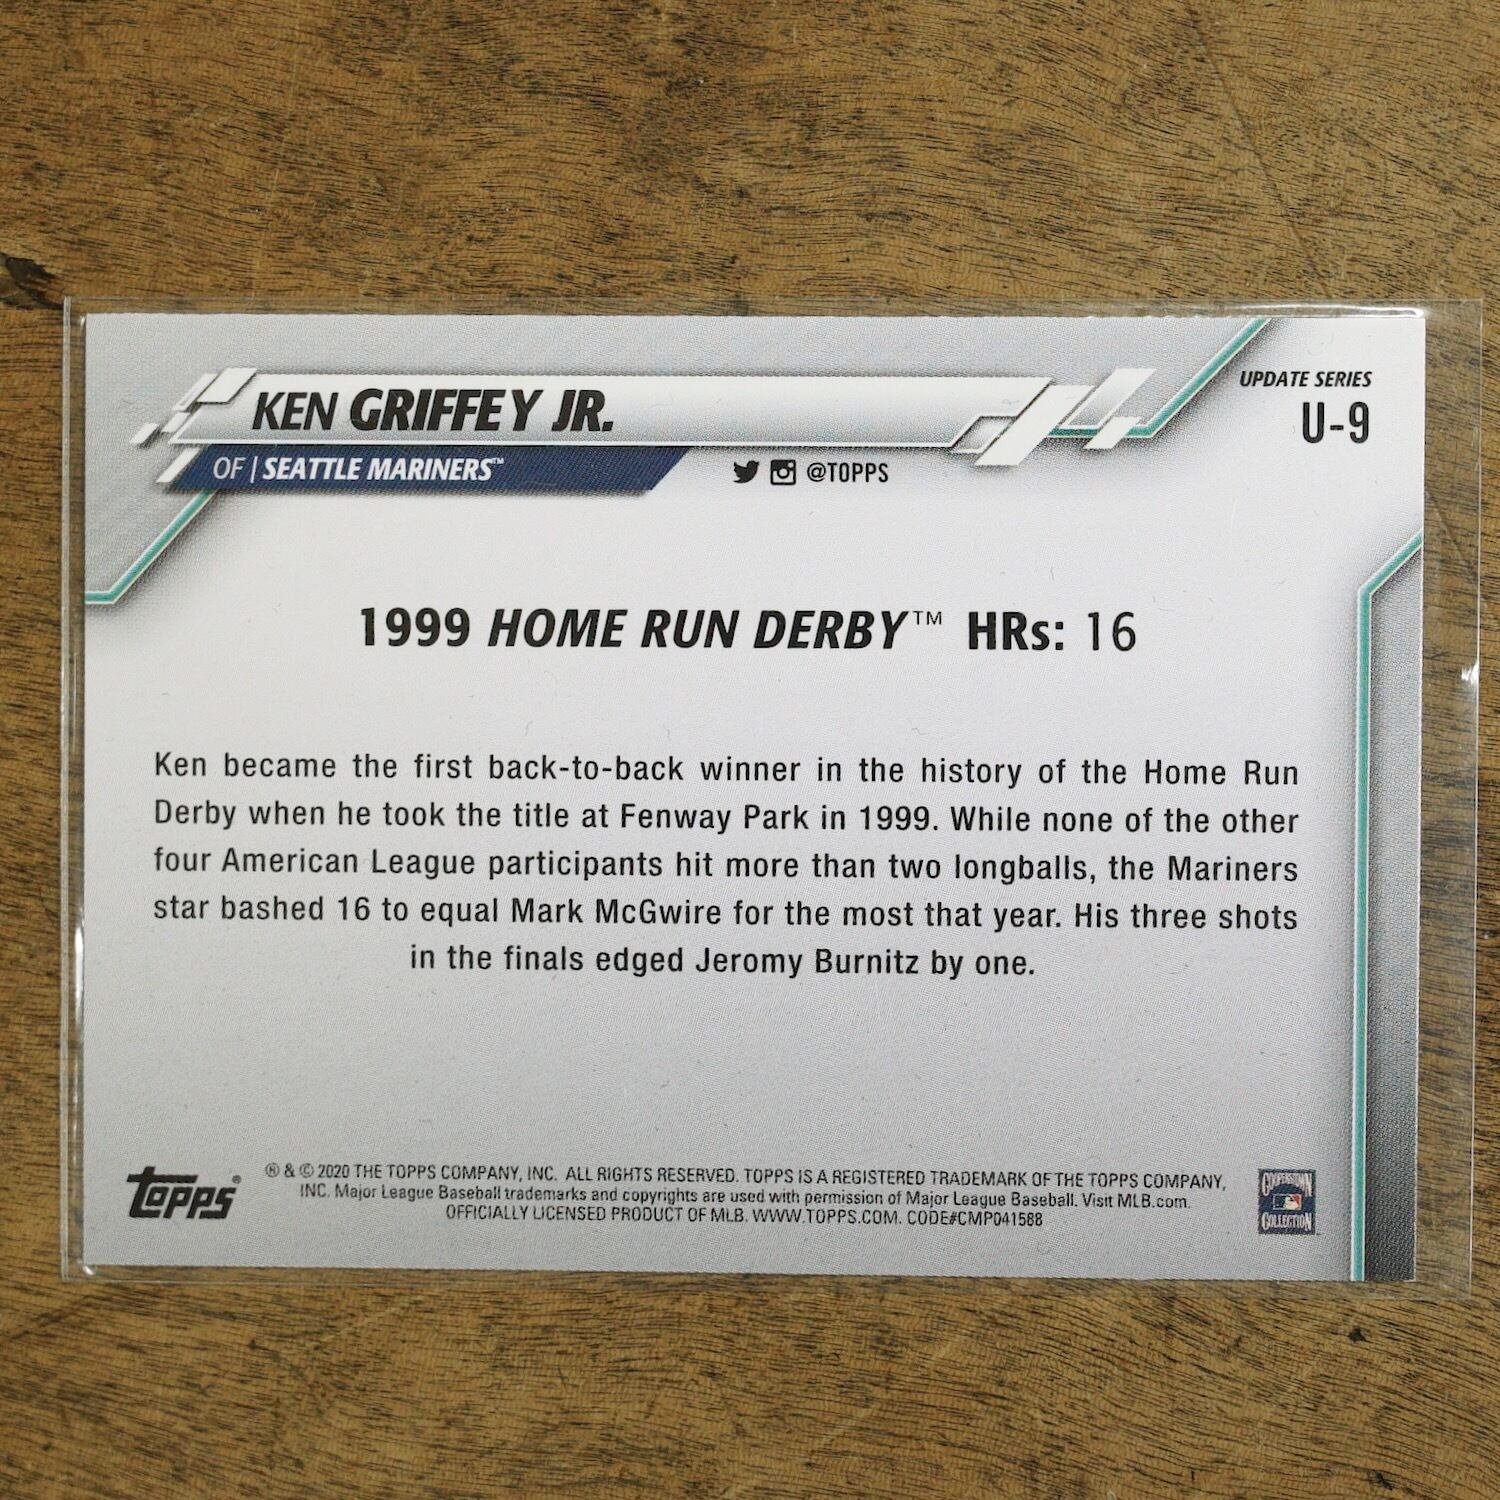 KEN GRIFFEY JR.
UPDATE SERIES
U-9
OF | SEATTLE MARINERS™
@TOPPS
1999 HOME RUN DERBY™ HRs: 16
Ken became the first back-to-back winner in the history of the Home Run
Derby when he took the title at Fenway Park in 1999. While none of the other
four American League participants hit more than two longballs, the Mariners
star bashed 16 to equal Mark McGwire for the most that year. His three shots
in the finals edged Jeromy Burnitz by one.
topps®
® & © 2020 THE TOPPS COMPANY, INC. ALL RIGHTS RESERVED. TOPPS IS A REGISTERED TRADEMARK OF THE TOPPS COMPANY,
INC. Major League Baseball trademarks and copyrights are used with permission of Major League Baseball. Visit MLB.com.
OFFICIALLY LICENSED PRODUCT OF MLB. WWW.TOPPS.COM. CODE#CMP041588
COOPERSTOWN
COLLECTION